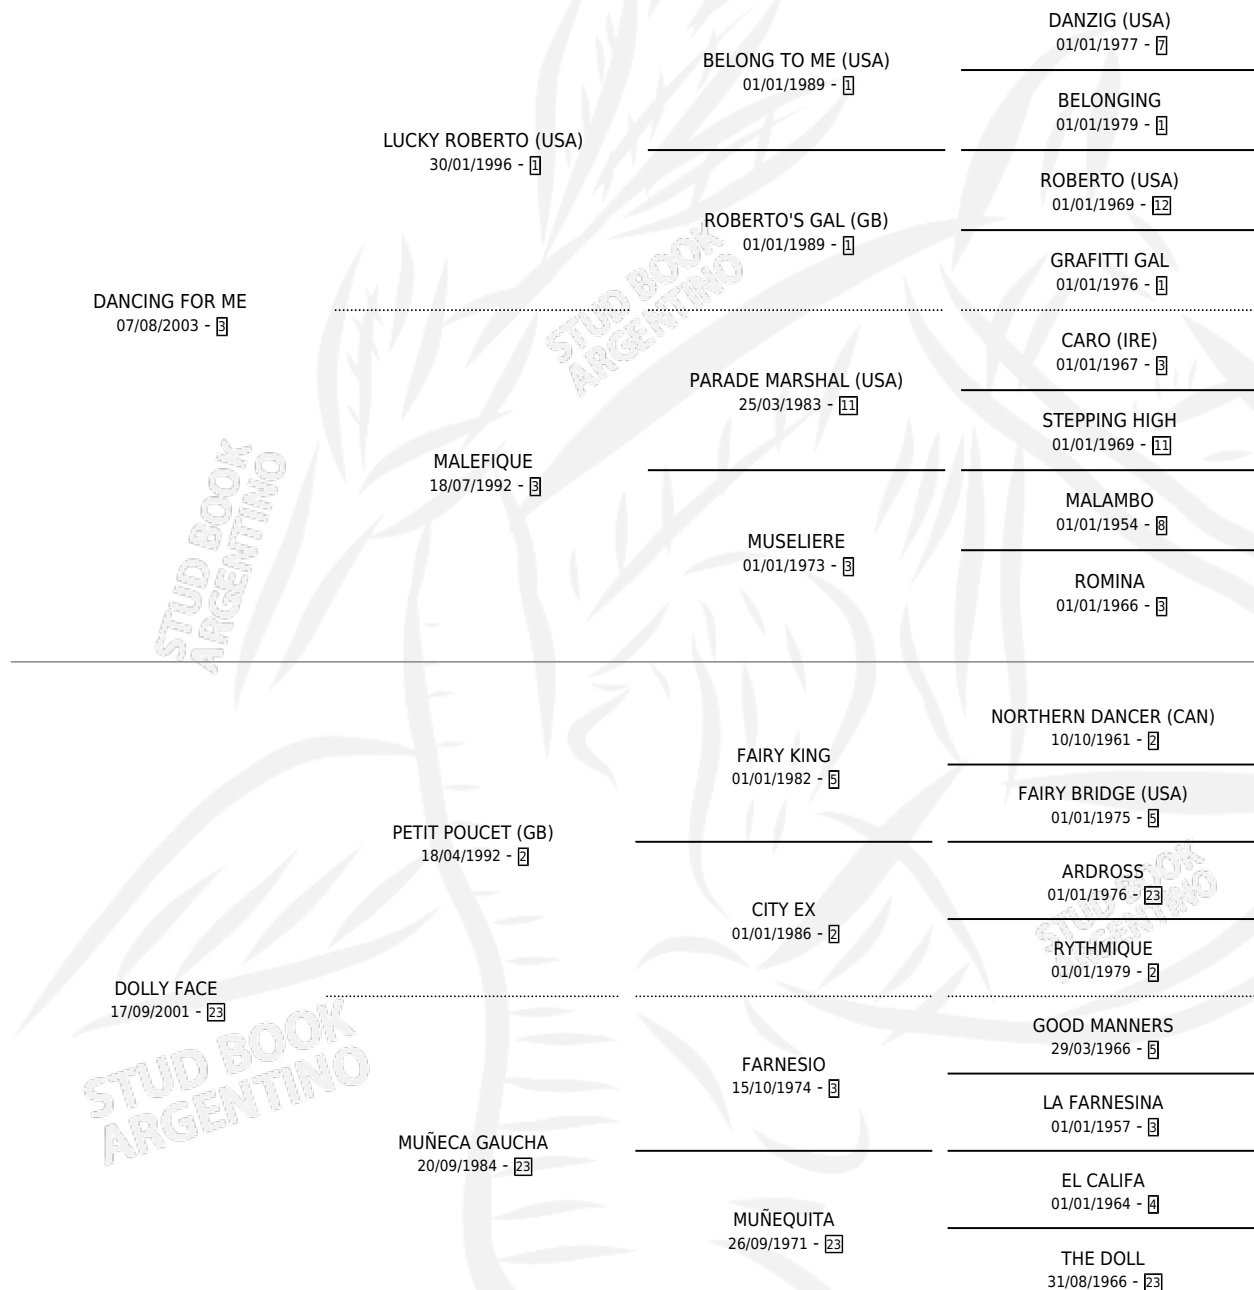 DANZIG (USA)
01/01/1977 - 7
BELONG TO ME (USA)
01/01/1989 - 1
BELONGING
01/01/1979 - 1
LUCKY ROBERTO (USA)
30/01/1996 - 1
ROBERTO (USA)
01/01/1969 - 12
ROBERTO'S GAL (GB)
01/01/1989 - 1
GRAFITTI GAL
01/01/1976 - 1
DANCING FOR ME
07/08/2003 - 3
STUD BOOK
ARGENTINO
CARO (IRE)
01/01/1967 - 3
PARADE MARSHAL (USA)
25/03/1983 - 11
STEPPING HIGH
01/01/1969 - 11
MALEFIQUE
18/07/1992 - 3
MALAMBO
01/01/1954 - 8
MUSELIERE
01/01/1973 - 3
ROMINA
01/01/1966 - 3
STUD BOOK
ARGENTINO
NORTHERN DANCER (CAN)
10/10/1961 - 2
FAIRY KING
01/01/1982 - 5
FAIRY BRIDGE (USA)
01/01/1975 - 5
PETIT POUCET (GB)
18/04/1992 - 2
ARDROSS
01/01/1976 - 23
CITY EX
01/01/1986 - 2
STUD BOOK
ARGENTINO
RYTHMIQUE
01/01/1979 - 2
DOLLY FACE
17/09/2001 - 23
STUD BOOK
ARGENTINO
GOOD MANNERS
29/03/1966 - 5
FARNESIO
15/10/1974 - 3
LA FARNESINA
01/01/1957 - 3
MUÑECA GAUCHA
20/09/1984 - 23
EL CALIFA
01/01/1964 - 4
MUÑEQUITA
26/09/1971 - 23
THE DOLL
31/08/1966 - 23